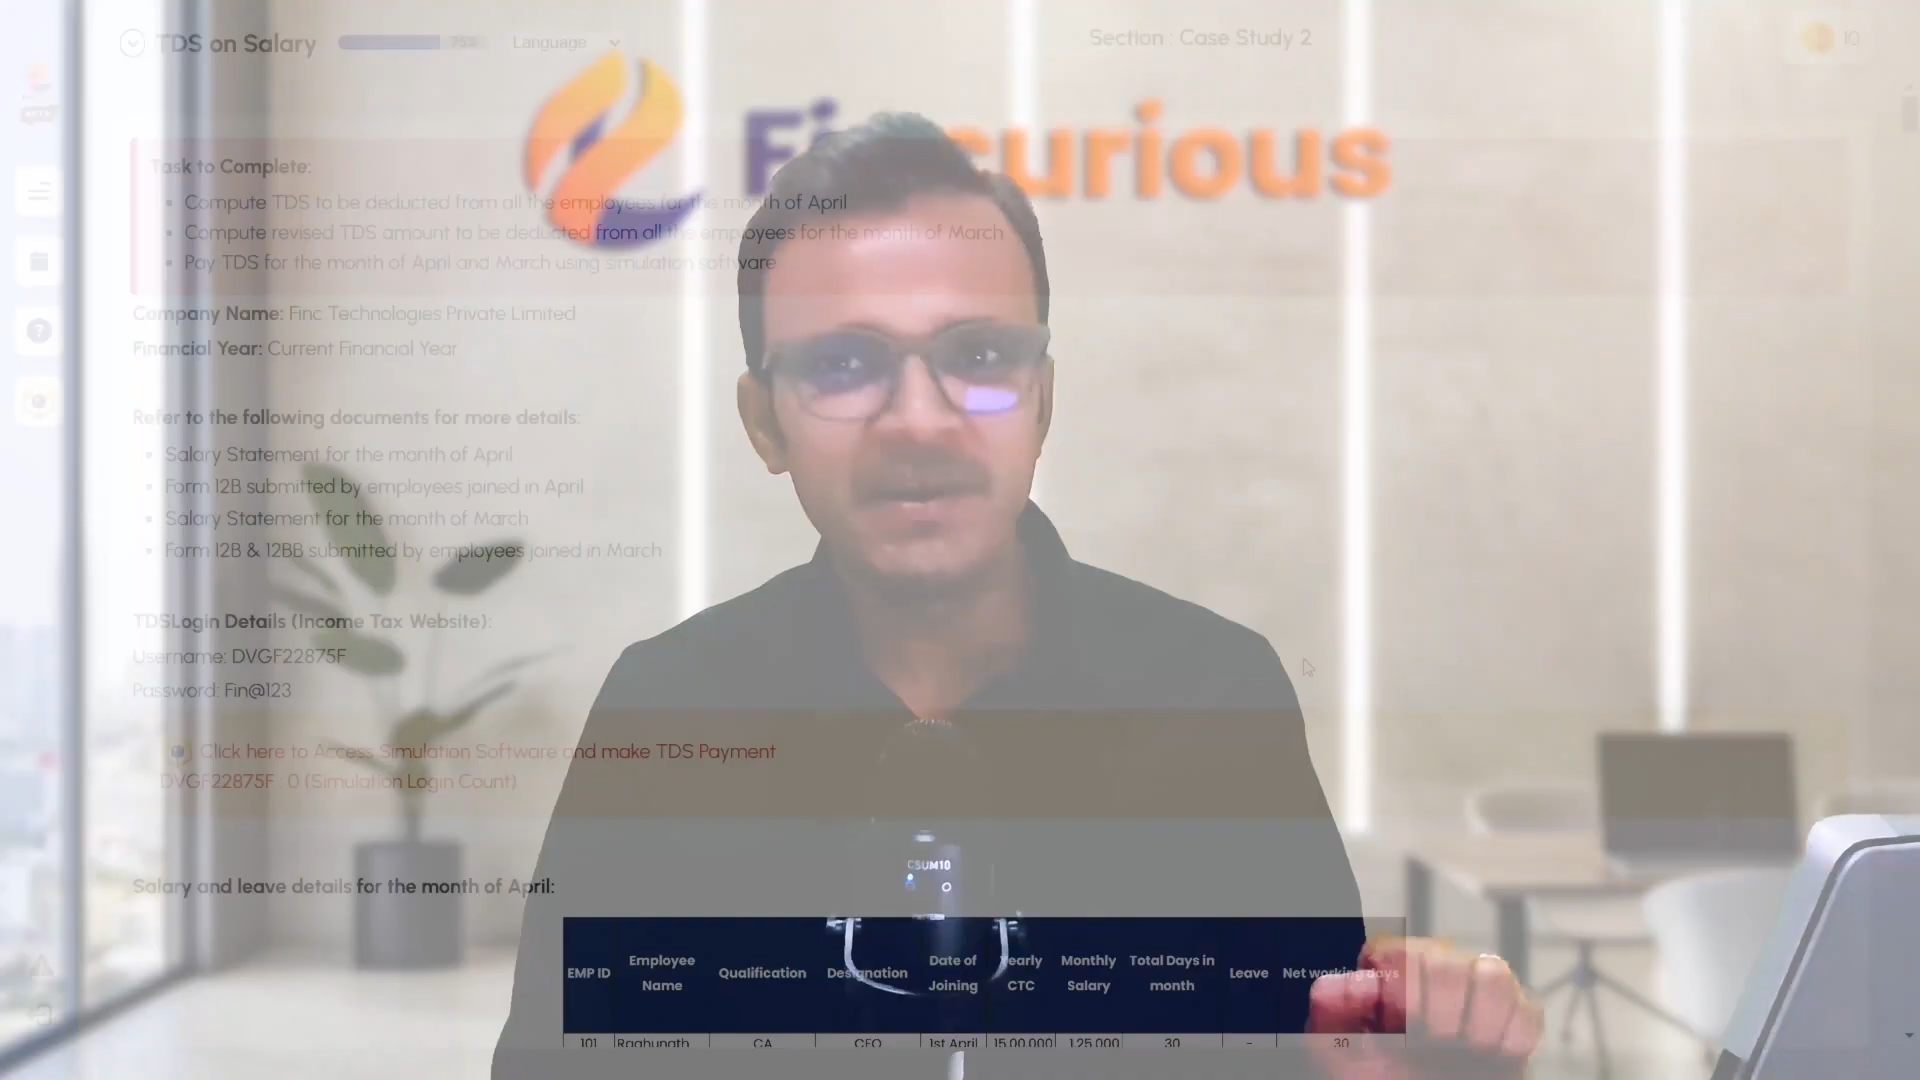 TDS on Salary
75%
Language
Section : Case Study 2
10
BETA
Fincurious
Task to Complete:
Compute TDS to be deducted from all the employees for the month of April
Compute revised TDS amount to be deducted from all the employees for the month of March
Pay TDS for the month of April and March using simulation software
Company Name: Finc Technologies Private Limited
Financial Year: Current Financial Year
Refer to the following documents for more details:
Salary Statement for the month of April
Form 12B submitted by employees joined in April
Salary Statement for the month of March
Form 12B & 12BB submitted by employees joined in March
TDSLogin Details (Income Tax Website):
Username: DVGF22875F
Password: Fin@123
Click here to Access Simulation Software and make TDS Payment
DVGF22875F : 0 (Simulation Login Count)
CSUM10
Salary and leave details for the month of April:
EMP ID Employee Name Qualification Designation Date of Joining Yearly CTC Monthly Salary Total Days in month Leave Net working days
101 Raghunath CA CFO 1st April 15,00,000 1,25,000 30 - 30